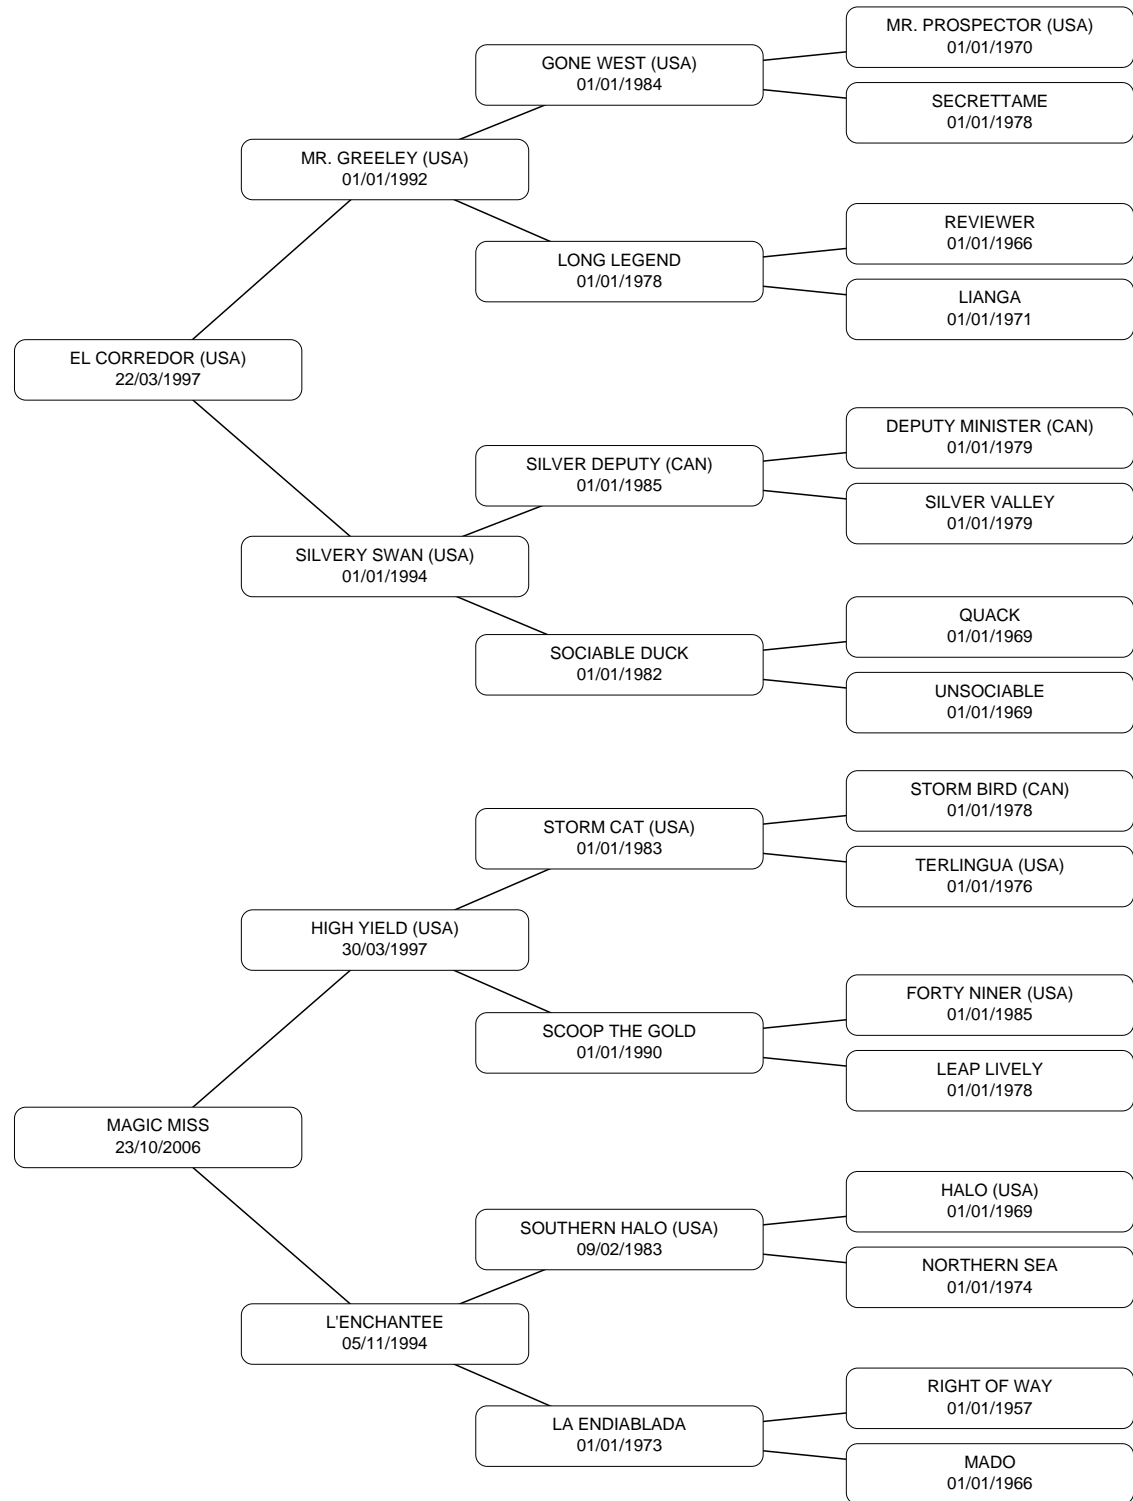 MR. PROSPECTOR (USA)
01/01/1970
GONE WEST (USA)
01/01/1984
SECRETTAME
01/01/1978
MR. GREELEY (USA)
01/01/1992
REVIEWER
01/01/1966
LONG LEGEND
01/01/1978
LIANGA
01/01/1971
EL CORREDOR (USA)
22/03/1997
DEPUTY MINISTER (CAN)
01/01/1979
SILVER DEPUTY (CAN)
01/01/1985
SILVER VALLEY
01/01/1979
SILVERY SWAN (USA)
01/01/1994
QUACK
01/01/1969
SOCIABLE DUCK
01/01/1982
UNSOCIABLE
01/01/1969
STORM BIRD (CAN)
01/01/1978
STORM CAT (USA)
01/01/1983
TERLINGUA (USA)
01/01/1976
HIGH YIELD (USA)
30/03/1997
FORTY NINER (USA)
01/01/1985
SCOOP THE GOLD
01/01/1990
LEAP LIVELY
01/01/1978
MAGIC MISS
23/10/2006
HALO (USA)
01/01/1969
SOUTHERN HALO (USA)
09/02/1983
NORTHERN SEA
01/01/1974
L'ENCHANTEE
05/11/1994
RIGHT OF WAY
01/01/1957
LA ENDIABLADA
01/01/1973
MADO
01/01/1966